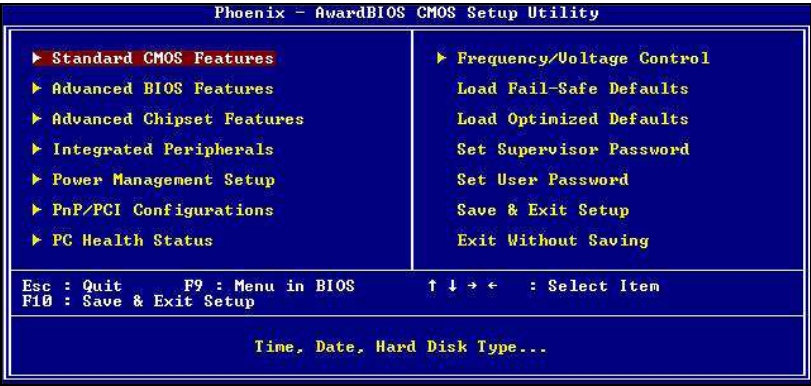 Phoenix - AwardBIOS CMOS Setup Utility
▶ Standard CMOS Features
▶ Advanced BIOS Features
▶ Advanced Chipset Features
▶ Integrated Peripherals
▶ Power Management Setup
▶ PnP/PCI Configurations
▶ PC Health Status
▶ Frequency/Voltage Control
Load Fail-Safe Defaults
Load Optimized Defaults
Set Supervisor Password
Set User Password
Save & Exit Setup
Exit Without Saving
Esc : Quit F9 : Menu in BIOS ↑ ↓ → ← : Select Item
F10 : Save & Exit Setup
Time, Date, Hard Disk Type...